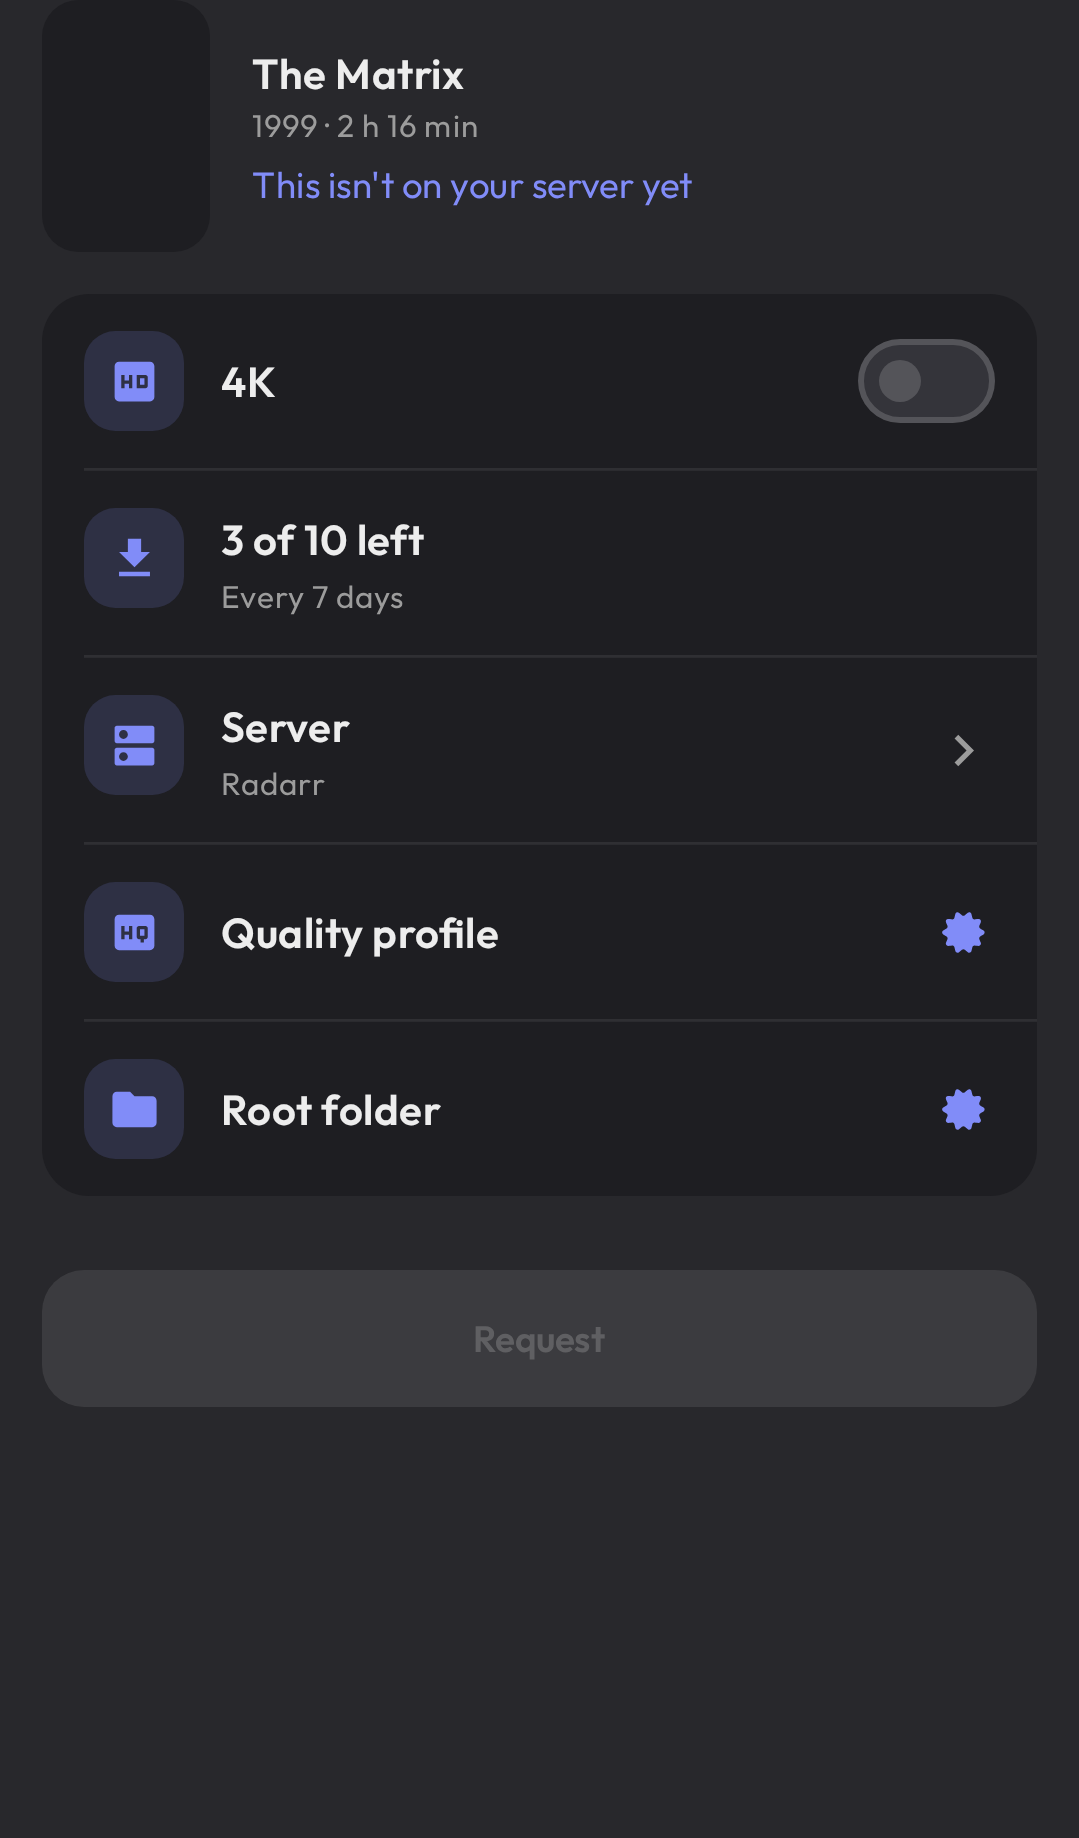 The Matrix
1999 · 2 h 16 min
This isn't on your server yet
HD
4K
3 of 10 left
Every 7 days
Server
Radarr
HQ
Quality profile
Root folder
Request